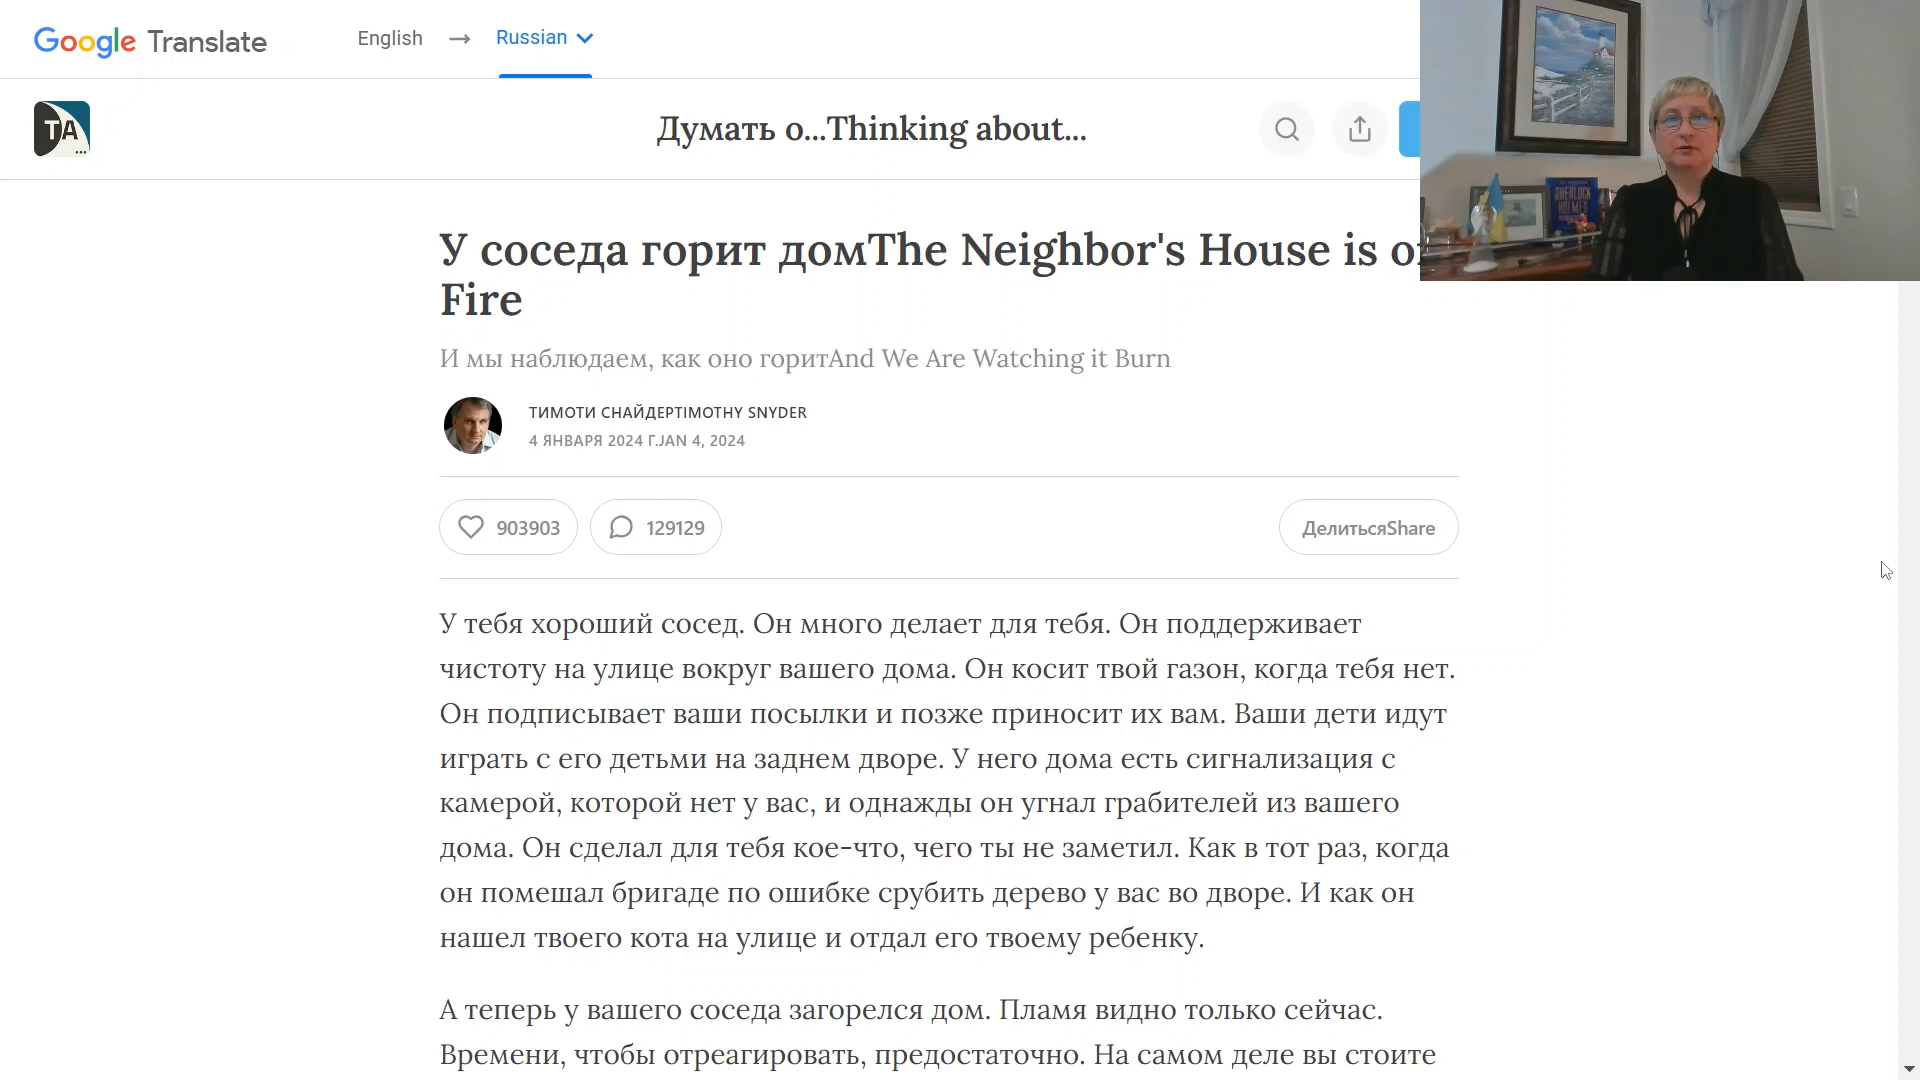 Google Translate
English → Russian
TA
Думать о...Thinking about...
SHERLOCK
HOLMES
У соседа горит домThe Neighbor's House is
Fire
И мы наблюдаем, как оно горитAnd We Are Watching it Burn
ТИМОТИ СНАЙДЕРTIMOTHY SNYDER
4 ЯНВАРЯ 2024 Г.JAN 4, 2024
903903
129129
ДелитьсяShare
У тебя хороший сосед. Он много делает для тебя. Он поддерживает
чистоту на улице вокруг вашего дома. Он косит твой газон, когда тебя нет.
Он подписывает ваши посылки и позже приносит их вам. Ваши дети идут
играть с его детьми на заднем дворе. У него дома есть сигнализация с
камерой, которой нет у вас, и однажды он угнал грабителей из вашего
дома. Он сделал для тебя кое-что, чего ты не заметил. Как в тот раз, когда
он помешал бригаде по ошибке срубить дерево у вас во дворе. И как он
нашел твоего кота на улице и отдал его твоему ребенку.
А теперь у вашего соседа загорелся дом. Пламя видно только сейчас.
Времени, чтобы отреагировать, предостаточно. На самом деле вы стоите